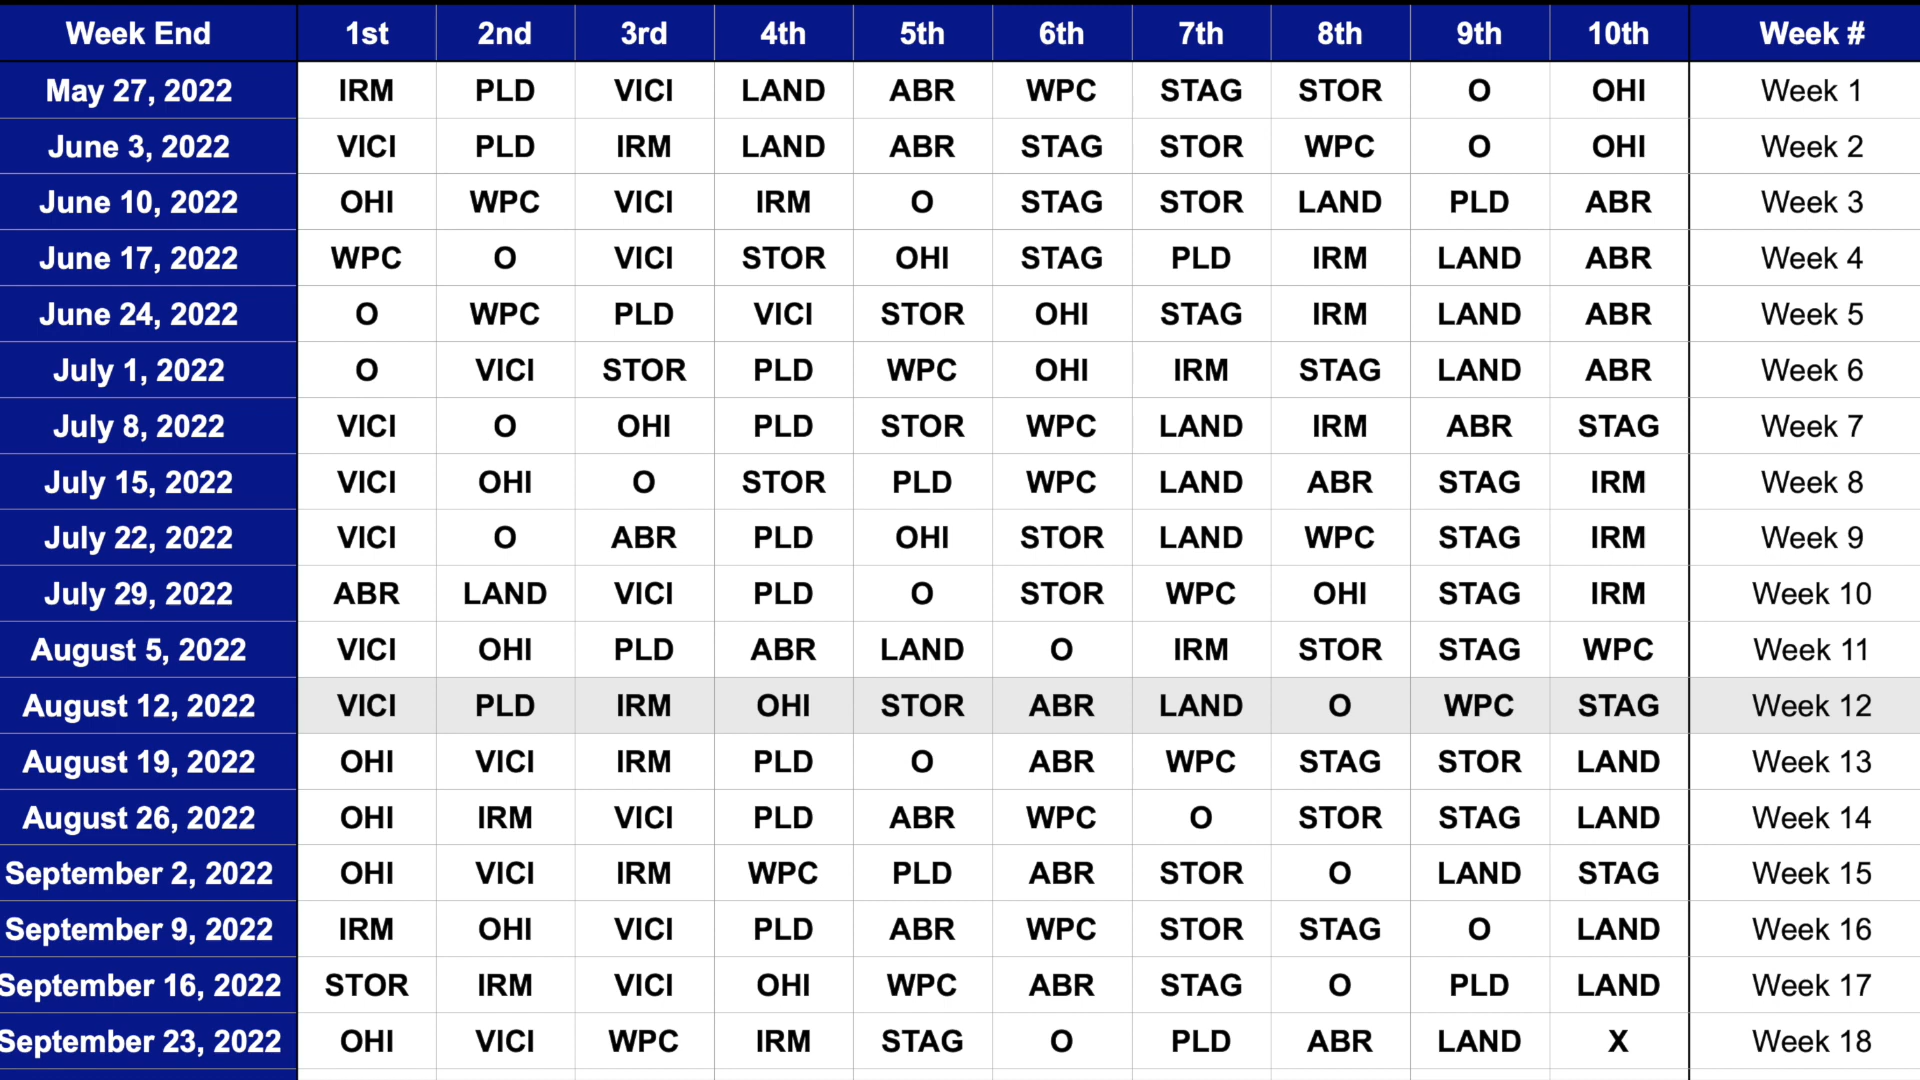 Week End 1st 2nd 3rd 4th 5th 6th 7th 8th 9th 10th Week #
May 27, 2022 IRM PLD VICI LAND ABR WPC STAG STOR O OHI Week 1
June 3, 2022 VICI PLD IRM LAND ABR STAG STOR WPC O OHI Week 2
June 10, 2022 OHI WPC VICI IRM O STAG STOR LAND PLD ABR Week 3
June 17, 2022 WPC O VICI STOR OHI STAG PLD IRM LAND ABR Week 4
June 24, 2022 O WPC PLD VICI STOR OHI STAG IRM LAND ABR Week 5
July 1, 2022 O VICI STOR PLD WPC OHI IRM STAG LAND ABR Week 6
July 8, 2022 VICI O OHI PLD STOR WPC LAND IRM ABR STAG Week 7
July 15, 2022 VICI OHI O STOR PLD WPC LAND ABR STAG IRM Week 8
July 22, 2022 VICI O ABR PLD OHI STOR LAND WPC STAG IRM Week 9
July 29, 2022 ABR LAND VICI PLD O STOR WPC OHI STAG IRM Week 10
August 5, 2022 VICI OHI PLD ABR LAND O IRM STOR STAG WPC Week 11
August 12, 2022 VICI PLD IRM OHI STOR ABR LAND O WPC STAG Week 12
August 19, 2022 OHI VICI IRM PLD O ABR WPC STAG STOR LAND Week 13
August 26, 2022 OHI IRM VICI PLD ABR WPC O STOR STAG LAND Week 14
September 2, 2022 OHI VICI IRM WPC PLD ABR STOR O LAND STAG Week 15
September 9, 2022 IRM OHI VICI PLD ABR WPC STOR STAG O LAND Week 16
September 16, 2022 STOR IRM VICI OHI WPC ABR STAG O PLD LAND Week 17
September 23, 2022 OHI VICI WPC IRM STAG O PLD ABR LAND X Week 18